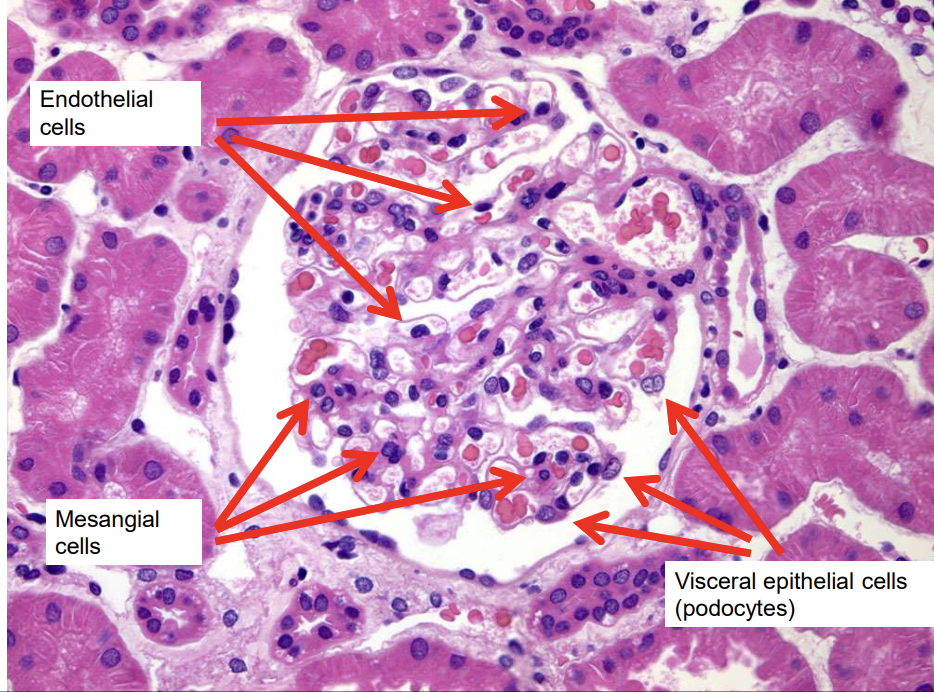 Endothelial
cells
Mesangial
cells
Visceral epithelial cells
(podocytes)